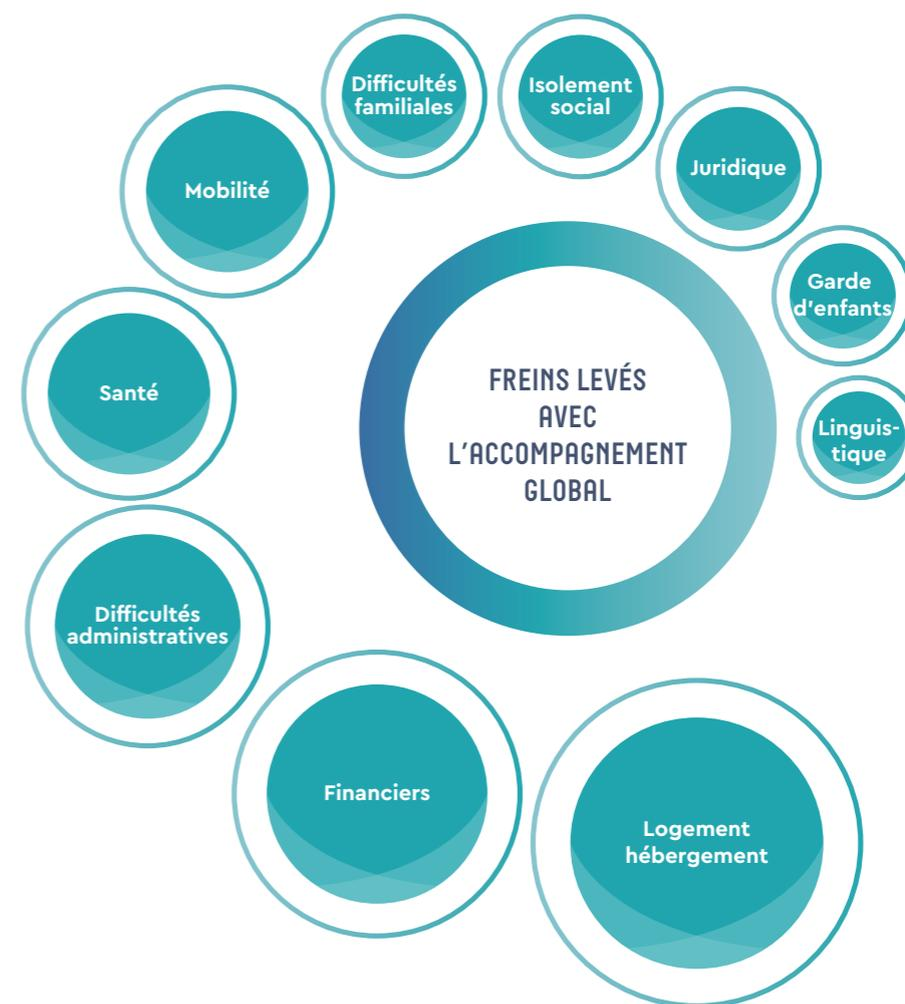 Difficultés
familiales
Isolement
social
Juridique
Mobilité
Garde
d'enfants
FREINS LEVÉS
AVEC
L'ACCOMPAGNEMENT
GLOBAL
Santé
Linguis-
tique
Difficultés
administratives
Financiers
Logement
hébergement